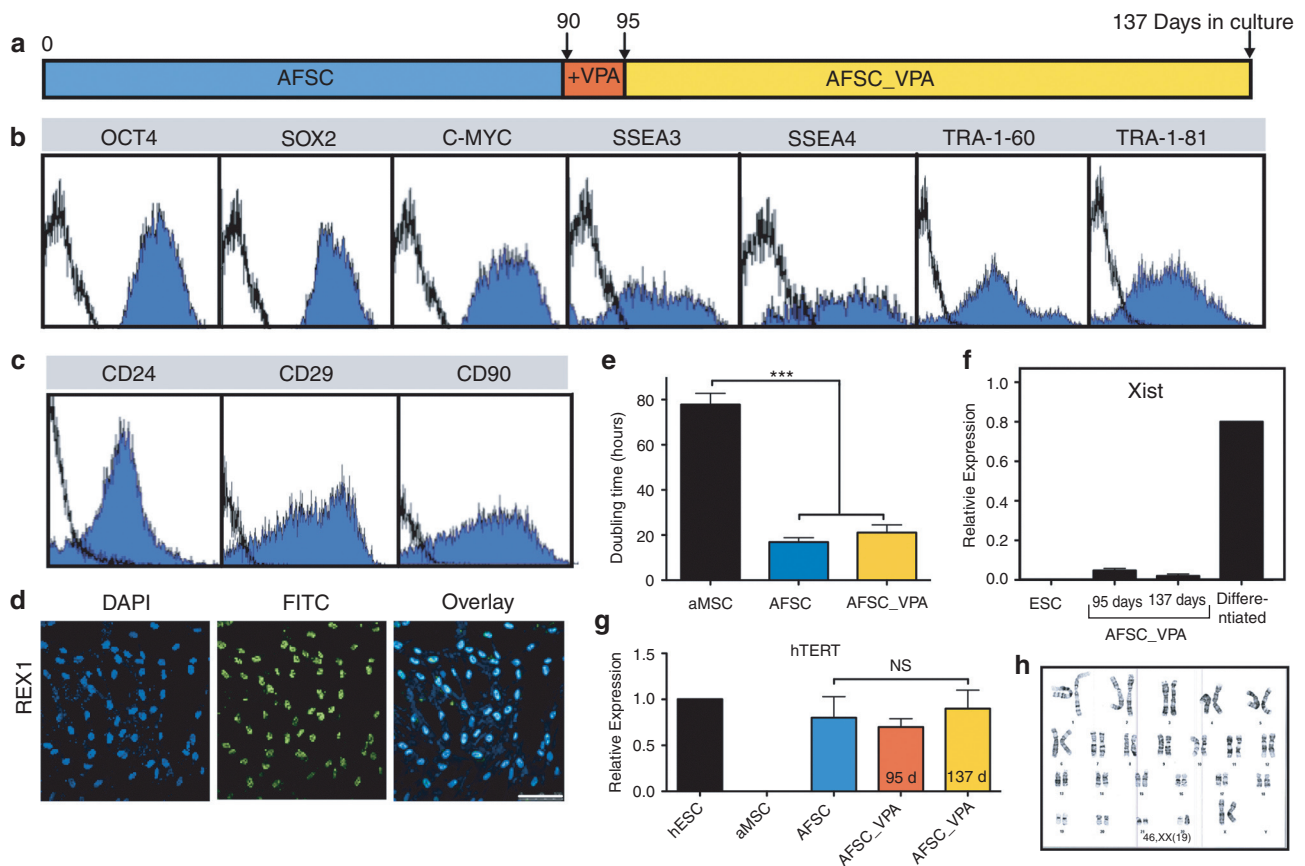 a
0
90
95
137 Days in culture
AFSC
+VPA
AFSC_VPA
b
OCT4
SOX2
C-MYC
SSEA3
SSEA4
TRA-1-60
TRA-1-81
c
CD24
CD29
CD90
d
DAPI
FITC
Overlay
REX1
e
Doubling time (hours)
80
60
40
20
0
***
aMSC
AFSC
AFSC_VPA
f
Xist
Relativie Expression
1.0
0.8
0.6
0.4
0.2
0.0
ESC
95 days
137 days
Differe-
ntiated
AFSC_VPA
g
hTERT
Relative Expression
1.5
1.0
0.5
0.0
NS
95 d
137 d
hESC
aMSC
AFSC
AFSC_VPA
AFSC_VPA
h
46,XX(19)